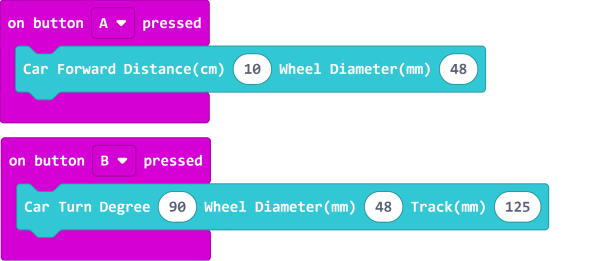 on button A pressed
Car Forward Distance(cm) 10 Wheel Diameter(mm) 48
on button B pressed
Car Turn Degree 90 Wheel Diameter(mm) 48 Track(mm) 125